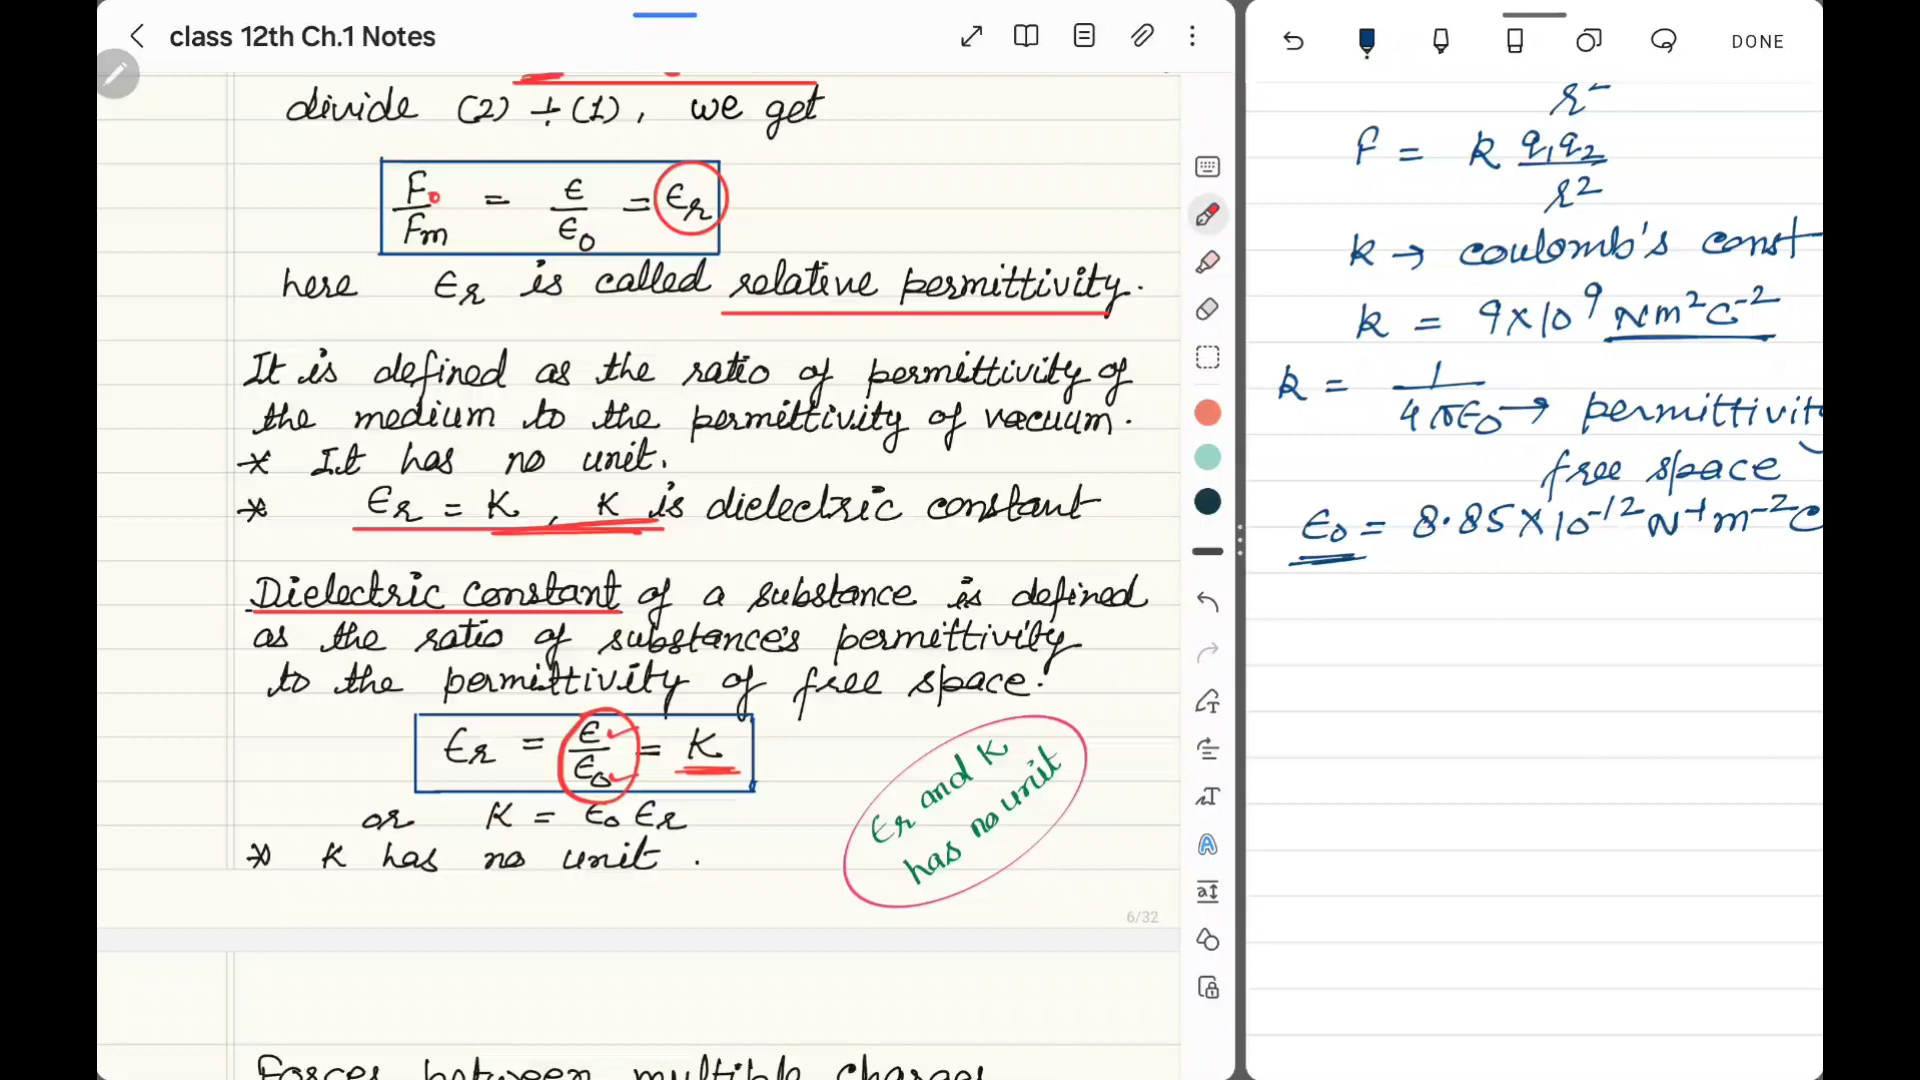 class 12th Ch.1 Notes
divide (2) ÷ (1), we get
F₀/Fm = ϵ/ϵ₀ = ϵr
here ϵr is called relative permittivity.
It is defined as the ratio of permittivity of
the medium to the permittivity of vacuum.
* It has no unit.
* ϵr = K, K is dielectric constant
Dielectric constant of a substance is defined
as the ratio of substance's permittivity
to the permittivity of free space.
ϵr = ϵ/ϵ₀ = K
or K = ϵ₀ ϵr
* K has no unit.
ϵr and K
has no unit
6/32
Forces between multiple charges
DONE
r²
F = k q₁q₂/r²
k → coulomb's const
k = 9×10⁹ Nm²C⁻²
k = 1/4πϵ₀ → permittivity
free space
ϵ₀ = 8.85×10⁻¹² N⁻¹m⁻²C